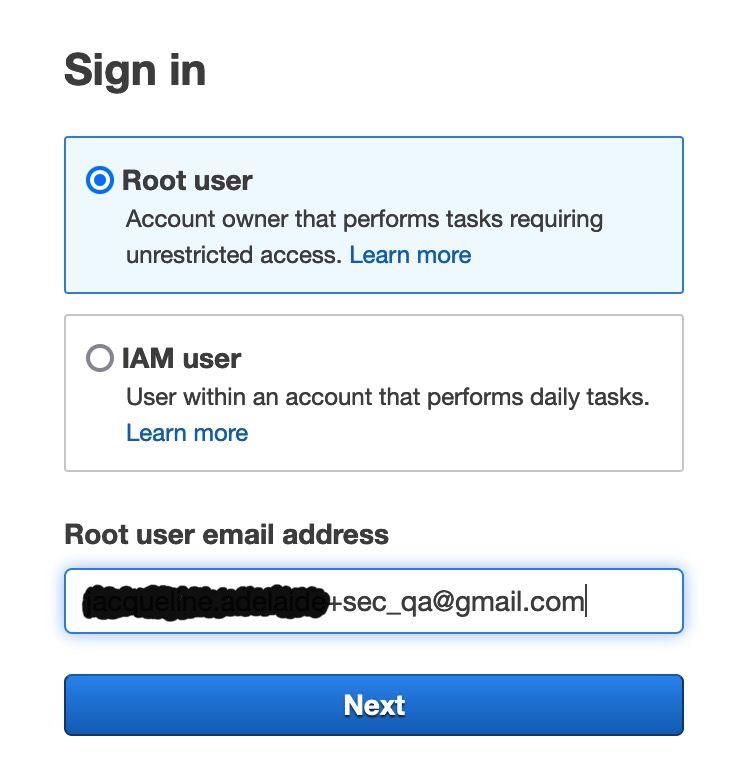 Sign in
Root user
Account owner that performs tasks requiring
unrestricted access. Learn more
IAM user
User within an account that performs daily tasks.
Learn more
Root user email address
+sec_qa@gmail.com
Next